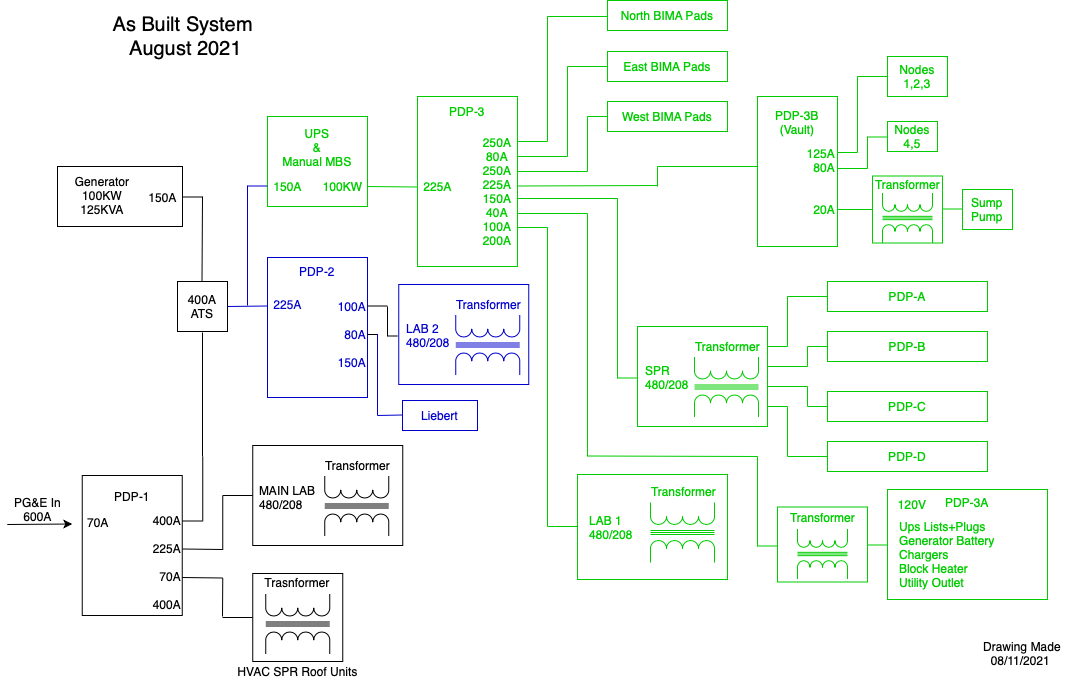 As Built System
August 2021
North BIMA Pads
East BIMA Pads
West BIMA Pads
PDP-3
225A
250A
80A
250A
225A
150A
40A
100A
200A
UPS
&
Manual MBS
150A
100KW
Generator
100KW
125KVA
150A
400A
ATS
PDP-2
225A
100A
80A
150A
Transformer
LAB 2
480/208
Liebert
PDP-3B
(Vault)
125A
80A
20A
Nodes
1,2,3
Nodes
4,5
Transformer
Sump
Pump
Transformer
SPR
480/208
PDP-A
PDP-B
PDP-C
PDP-D
PG&E In
600A
PDP-1
70A
400A
225A
70A
400A
Transformer
MAIN LAB
480/208
Trasnformer
HVAC SPR Roof Units
Transformer
LAB 1
480/208
Transformer
120V
PDP-3A
Ups Lists+Plugs
Generator Battery
Chargers
Block Heater
Utility Outlet
Drawing Made
08/11/2021